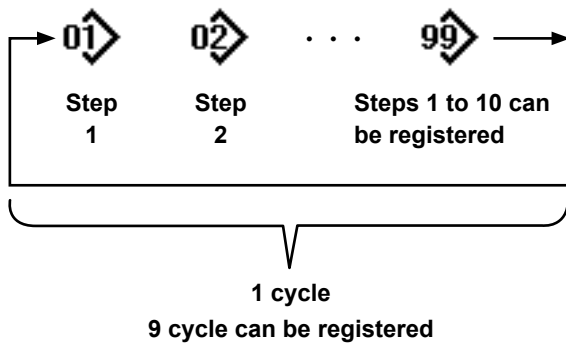 01 02 · · · 99
Step 1
Step 2
Steps 1 to 10 can
be registered
1 cycle
9 cycle can be registered